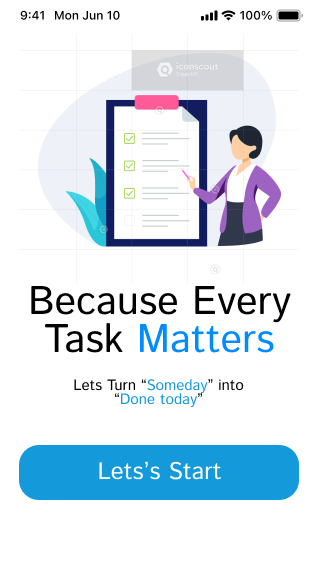 9:41 Mon Jun 10 100%
iconscout
Because Every
Task Matters
Lets Turn “Someday” into
“Done today”
Lets’s Start